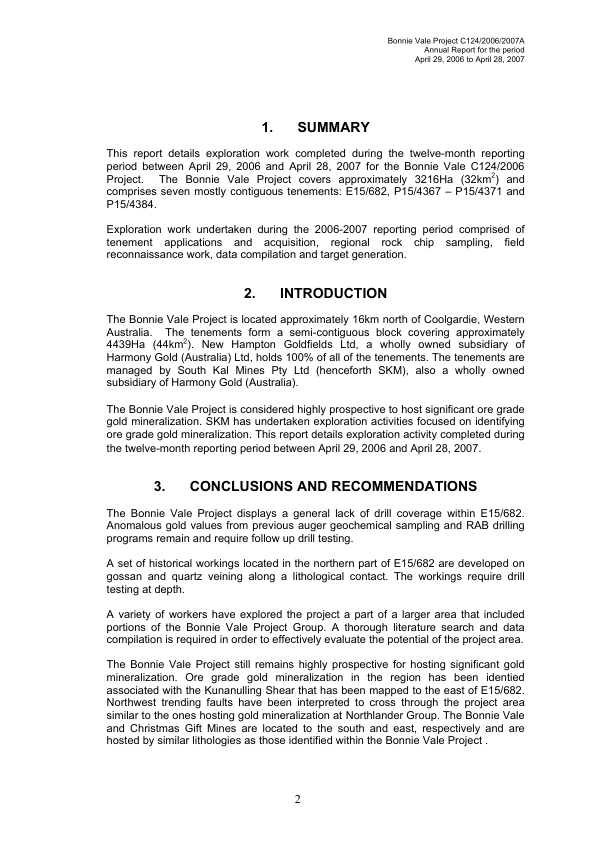 Bonnie Vale Project C124/2006/2007A
Annual Report for the period
April 29, 2006 to April 28, 2007
1. SUMMARY
This report details exploration work completed during the twelve-month reporting
period between April 29, 2006 and April 28, 2007 for the Bonnie Vale C124/2006
Project. The Bonnie Vale Project covers approximately 3216Ha (32km²) and
comprises seven mostly contiguous tenements: E15/682, P15/4367 – P15/4371 and
P15/4384.
Exploration work undertaken during the 2006-2007 reporting period comprised of
tenement applications and acquisition, regional rock chip sampling, field
reconnaissance work, data compilation and target generation.
2. INTRODUCTION
The Bonnie Vale Project is located approximately 16km north of Coolgardie, Western
Australia. The tenements form a semi-contiguous block covering approximately
4439Ha (44km²). New Hampton Goldfields Ltd, a wholly owned subsidiary of
Harmony Gold (Australia) Ltd, holds 100% of all of the tenements. The tenements are
managed by South Kal Mines Pty Ltd (henceforth SKM), also a wholly owned
subsidiary of Harmony Gold (Australia).
The Bonnie Vale Project is considered highly prospective to host significant ore grade
gold mineralization. SKM has undertaken exploration activities focused on identifying
ore grade gold mineralization. This report details exploration activity completed during
the twelve-month reporting period between April 29, 2006 and April 28, 2007.
3. CONCLUSIONS AND RECOMMENDATIONS
The Bonnie Vale Project displays a general lack of drill coverage within E15/682.
Anomalous gold values from previous auger geochemical sampling and RAB drilling
programs remain and require follow up drill testing.
A set of historical workings located in the northern part of E15/682 are developed on
gossan and quartz veining along a lithological contact. The workings require drill
testing at depth.
A variety of workers have explored the project a part of a larger area that included
portions of the Bonnie Vale Project Group. A thorough literature search and data
compilation is required in order to effectively evaluate the potential of the project area.
The Bonnie Vale Project still remains highly prospective for hosting significant gold
mineralization. Ore grade gold mineralization in the region has been identied
associated with the Kunanulling Shear that has been mapped to the east of E15/682.
Northwest trending faults have been interpreted to cross through the project area
similar to the ones hosting gold mineralization at Northlander Group. The Bonnie Vale
and Christmas Gift Mines are located to the south and east, respectively and are
hosted by similar lithologies as those identified within the Bonnie Vale Project .
2